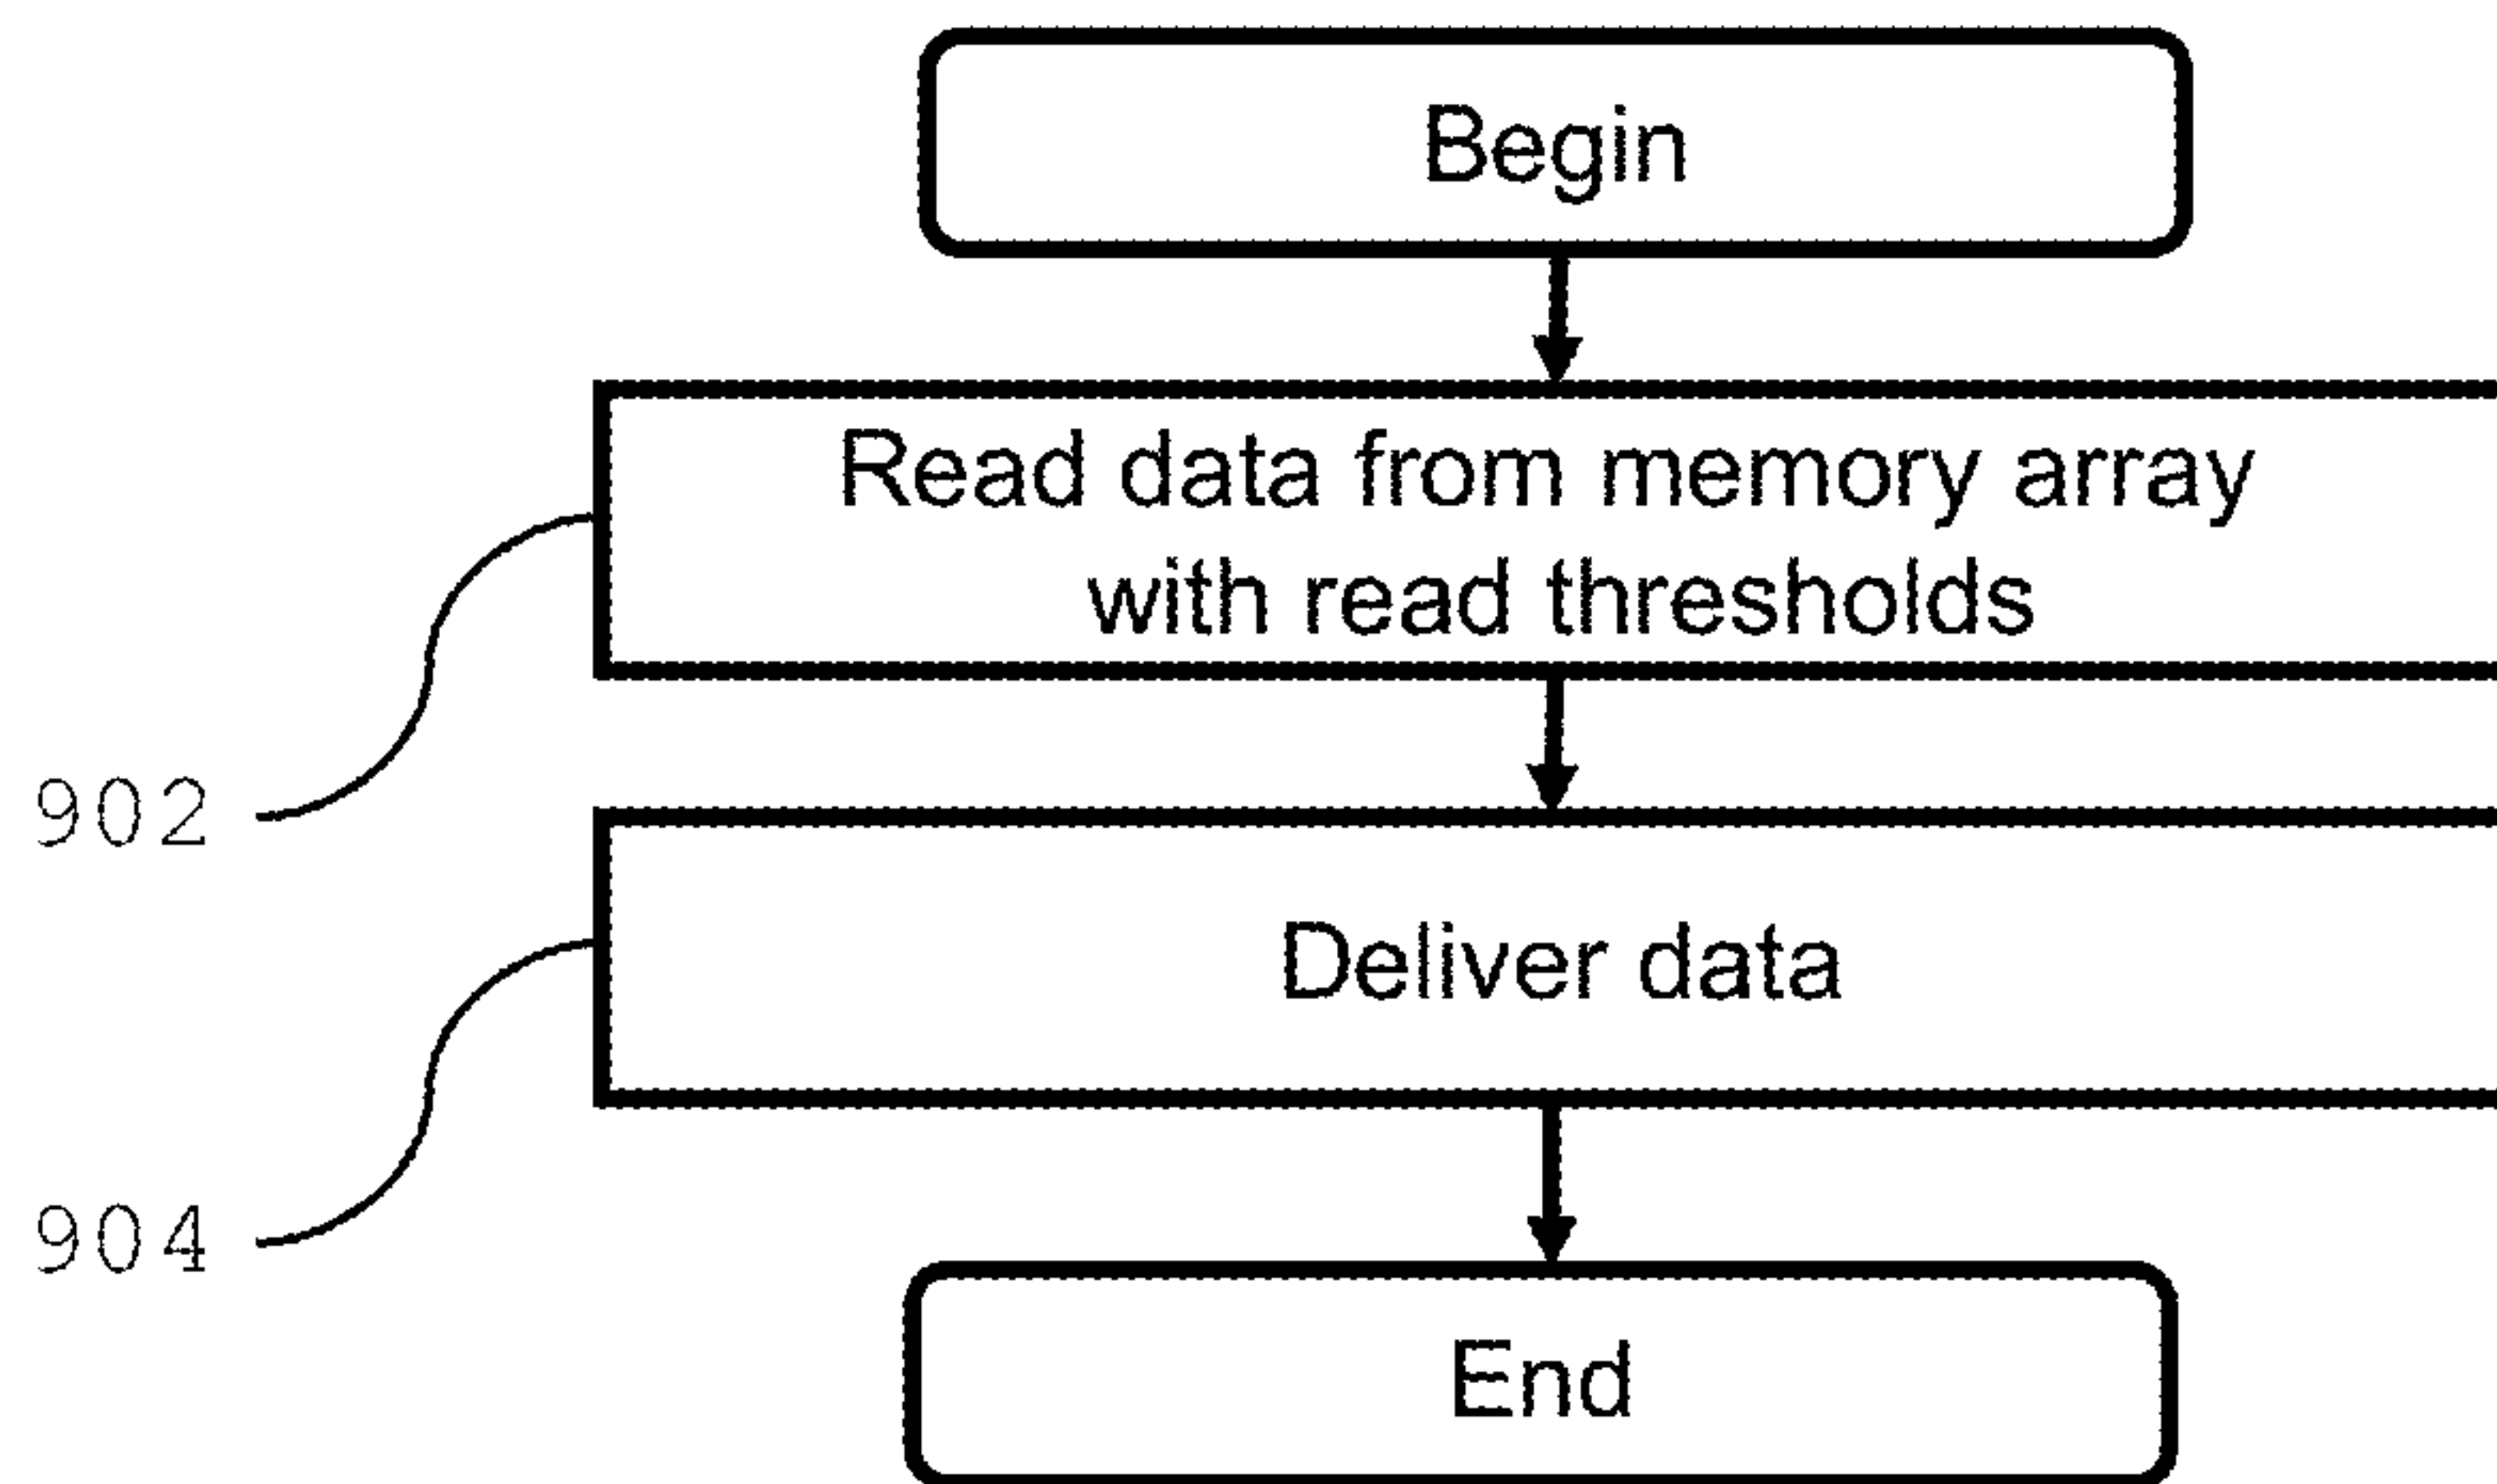 Begin
Read data from memory array
with read thresholds
902
Deliver data
904
End